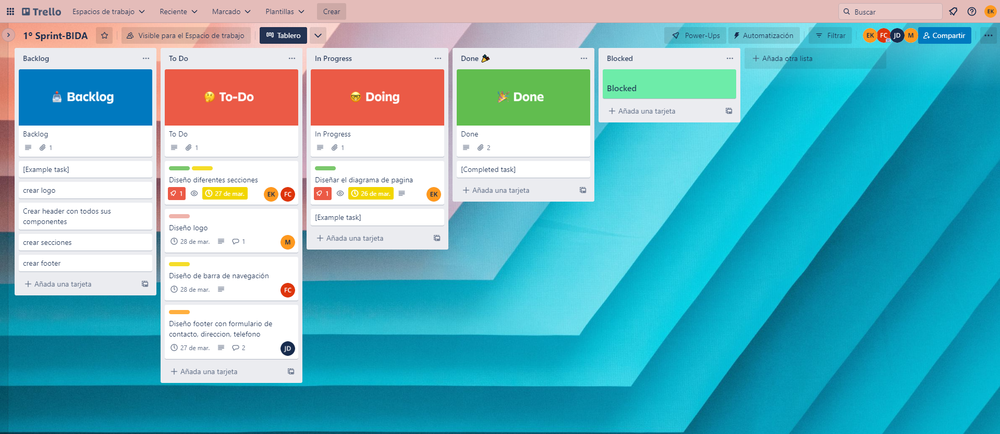 Trello
Espacios de trabajo
Reciente
Marcado
Plantillas
Crear
Buscar
EK
1º Sprint-BIDA
Visible para el Espacio de trabajo
Tablero
Power-Ups
Automatización
Filtrar
EK
FC
JD
M
Compartir
Backlog
Backlog
Backlog
1
[Example task]
crear logo
Crear header con todos sus
componentes
crear secciones
crear footer
Añada una tarjeta
To Do
To-Do
To Do
1
Diseño diferentes secciones
1
27 de mar.
EK
FC
Diseño logo
28 de mar.
1
M
Diseño de barra de navegación
28 de mar.
FC
Diseño footer con formulario de
contacto, direccion, telefono
27 de mar.
2
JD
Añada una tarjeta
In Progress
Doing
In Progress
1
Diseñar el diagrama de pagina
1
26 de mar.
EK
[Example task]
Añada una tarjeta
Done
Done
Done
2
[Completed task]
Añada una tarjeta
Blocked
Blocked
Añada una tarjeta
Añada otra lista